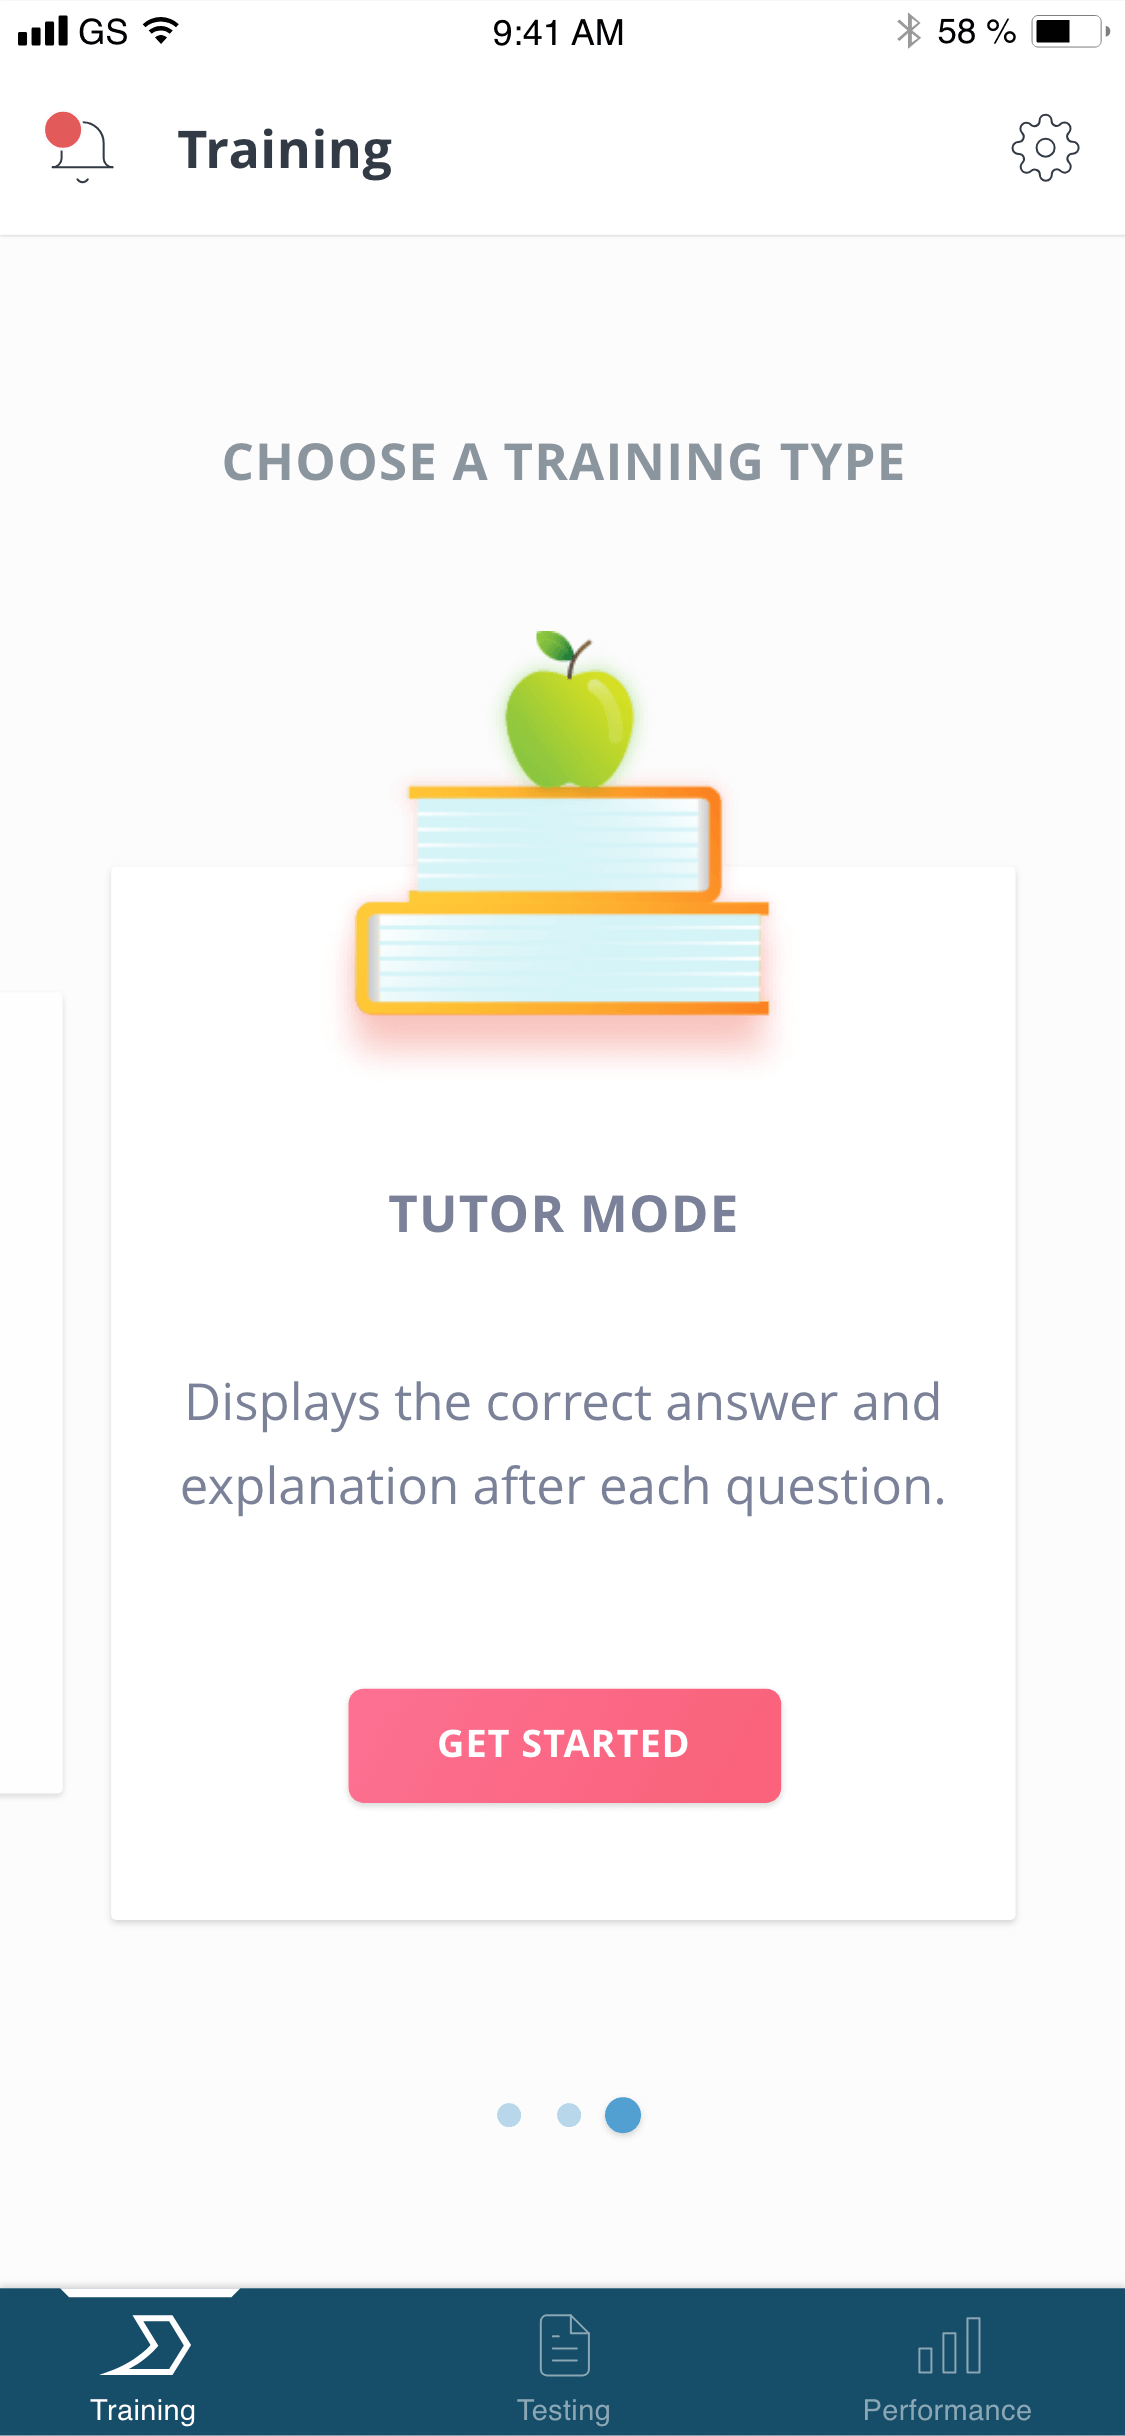 GS 9:41 AM 58 %
Training
CHOOSE A TRAINING TYPE
TUTOR MODE
Displays the correct answer and
explanation after each question.
GET STARTED
Training Testing Performance